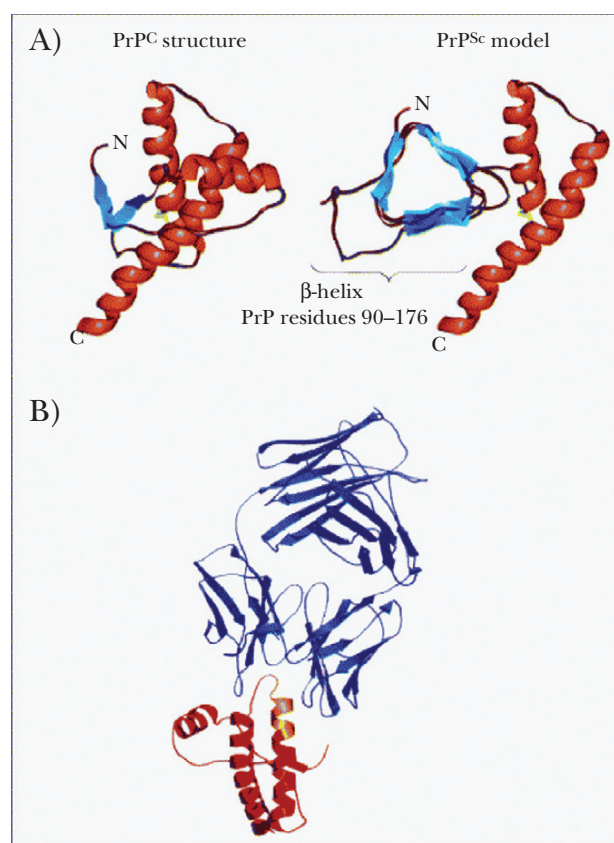 A)
PrPC structure
PrPSc model
N
N
β-helix
PrP residues 90–176
C
C
B)